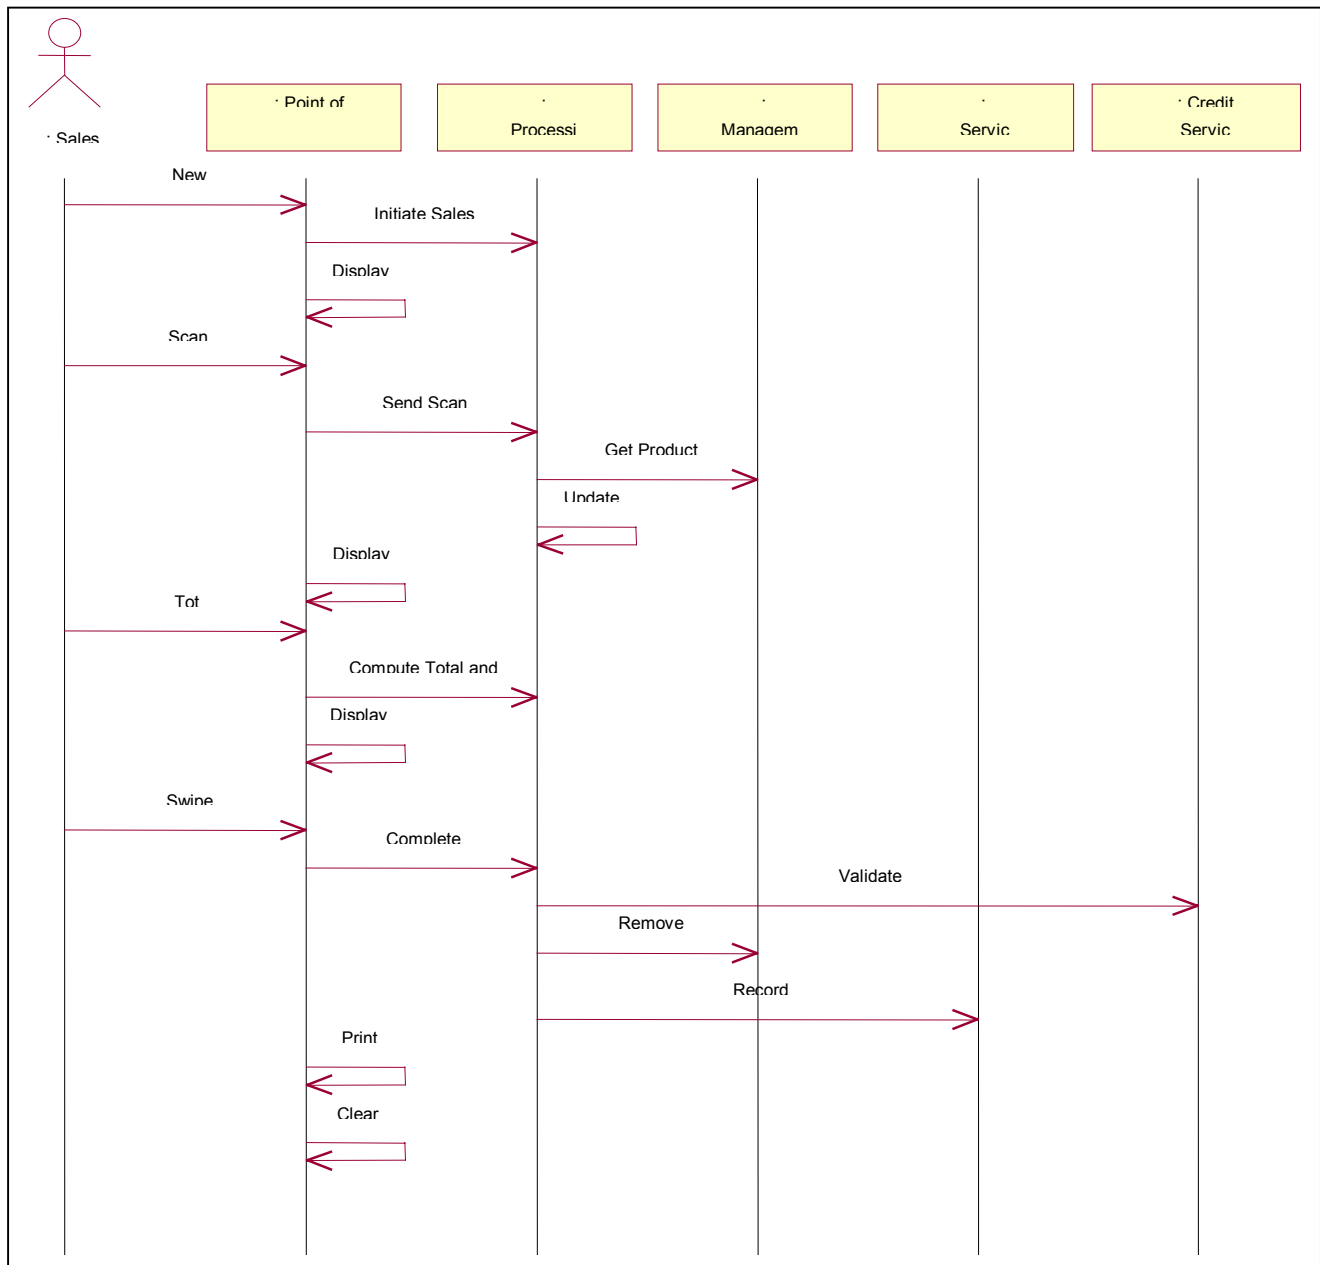 : Sales
: Point of
:
Processi
:
Managem
:
Servic
: Credit
Servic
New
Initiate Sales
Display
Scan
Send Scan
Get Product
Update
Display
Tot
Compute Total and
Display
Swipe
Complete
Validate
Remove
Record
Print
Clear